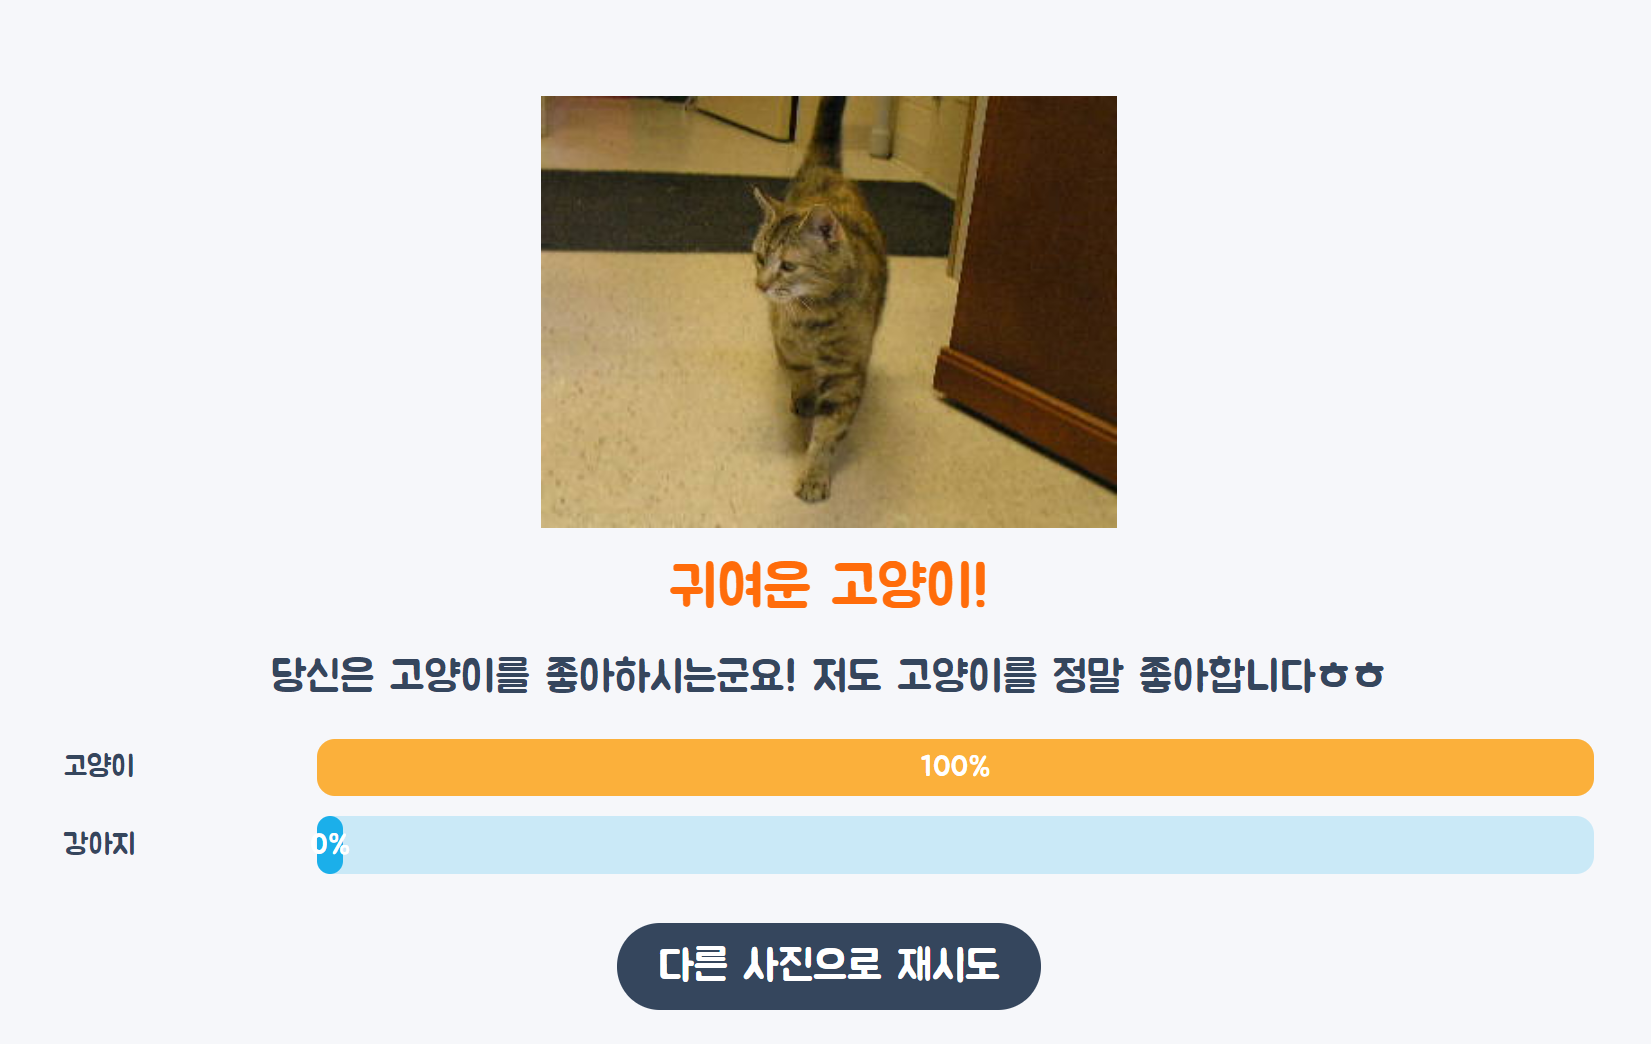 귀여운 고양이!
당신은 고양이를 좋아하시는군요! 저도 고양이를 정말 좋아합니다ㅎㅎ
고양이 100%
강아지 0%
다른 사진으로 재시도